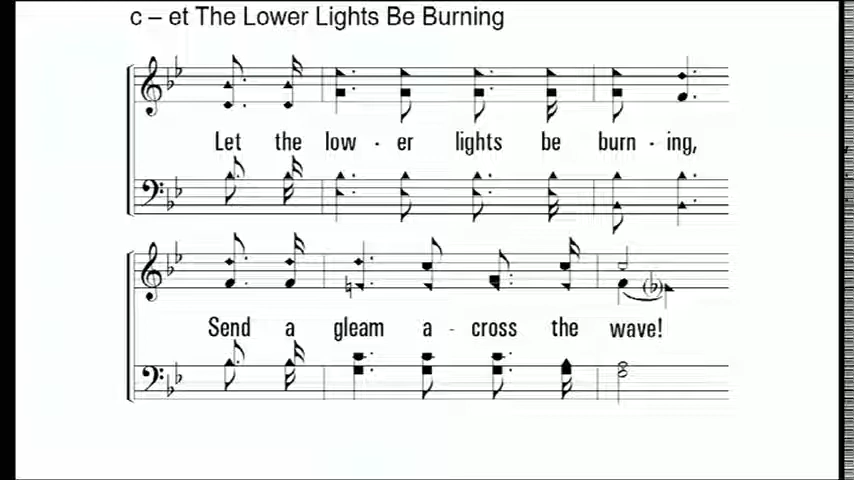 c – et The Lower Lights Be Burning
Let the low - er lights be burn - ing,
Send a gleam a - cross the wave!